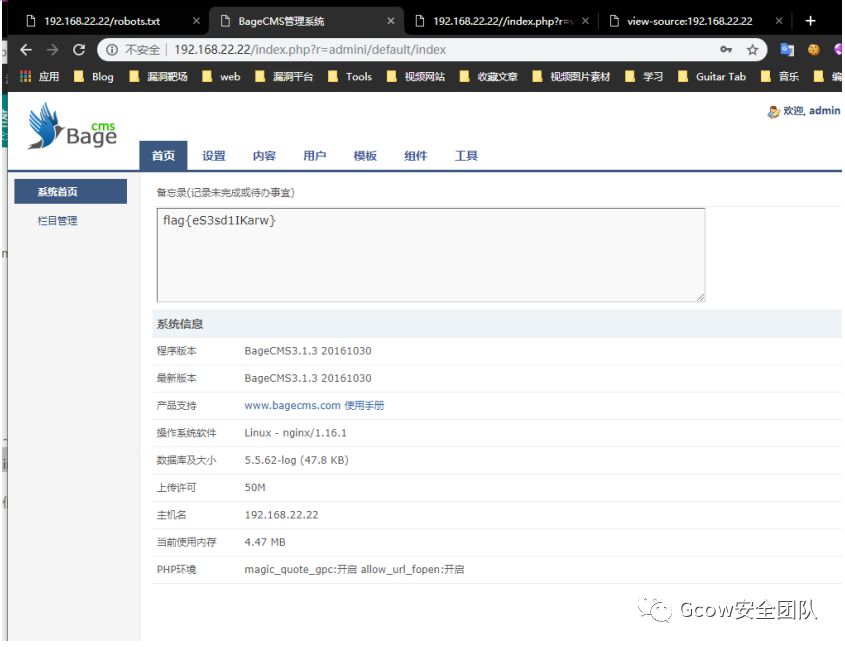 192.168.22.22/robots.txt
BageCMS管理系统
192.168.22.22//index.php?r=
view-source:192.168.22.22
不安全 192.168.22.22/index.php?r=admini/default/index
应用 Blog 漏洞靶场 web 漏洞平台 Tools 视频网站 收藏文章 视频图片素材 学习 Guitar Tab 音乐
欢迎, admin
Bage cms
首页 设置 内容 用户 模板 组件 工具
系统首页
栏目管理
备忘录(记录未完成或待办事宜)
flag{eS3sd1IKarw}
系统信息
程序版本 BageCMS3.1.3 20161030
最新版本 BageCMS3.1.3 20161030
产品支持 www.bagecms.com 使用手册
操作系统软件 Linux - nginx/1.16.1
数据库及大小 5.5.62-log (47.8 KB)
上传许可 50M
主机名 192.168.22.22
当前使用内存 4.47 MB
PHP环境 magic_quote_gpc:开启 allow_url_fopen:开启
Gcow安全团队